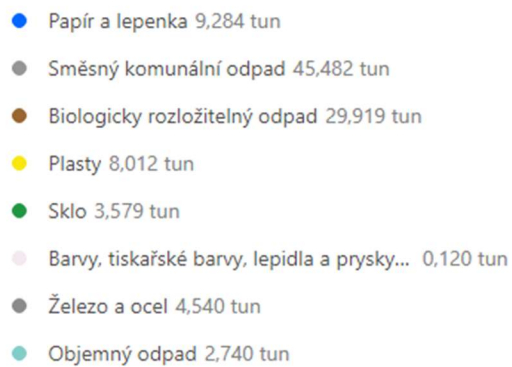 Papír a lepenka 9,284 tun
Směsný komunální odpad 45,482 tun
Biologicky rozložitelný odpad 29,919 tun
Plasty 8,012 tun
Sklo 3,579 tun
Barvy, tiskařské barvy, lepidla a prysky... 0,120 tun
Železo a ocel 4,540 tun
Objemný odpad 2,740 tun